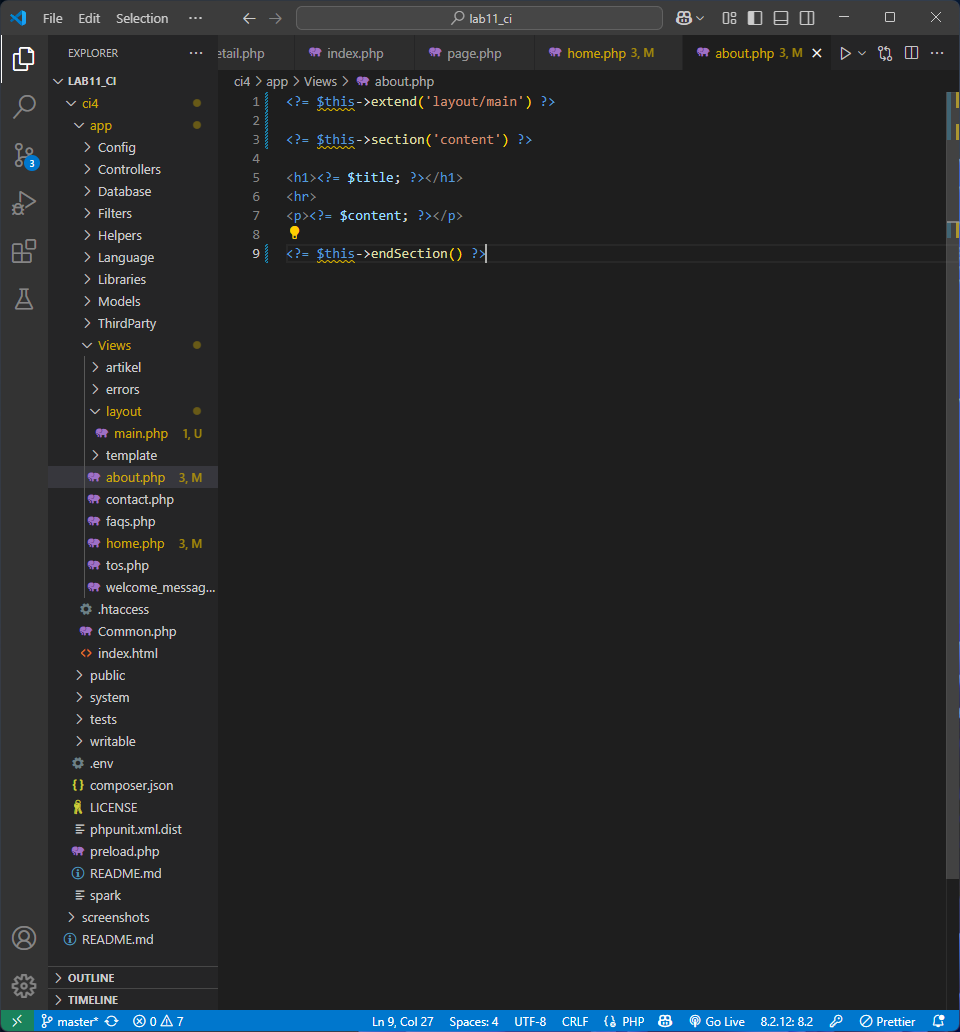 File Edit Selection ··· lab11_ci
EXPLORER ···
etail.php index.php page.php home.php 3, M about.php 3, M
ci4 > app > Views > about.php
LAB11_CI
ci4
app
Config
Controllers
Database
Filters
Helpers
Language
Libraries
Models
ThirdParty
Views
artikel
errors
layout
main.php 1, U
template
about.php 3, M
contact.php
faqs.php
home.php 3, M
tos.php
welcome_messag...
.htaccess
Common.php
index.html
public
system
tests
writable
.env
composer.json
LICENSE
phpunit.xml.dist
preload.php
README.md
spark
screenshots
README.md
OUTLINE
TIMELINE
1 <?= $this->extend('layout/main') ?>
2
3 <?= $this->section('content') ?>
4
5 <h1><?= $title; ?></h1>
6 <hr>
7 <p><?= $content; ?></p>
8
9 <?= $this->endSection() ?>
3
master* 0 7 Ln 9, Col 27 Spaces: 4 UTF-8 CRLF {} PHP Go Live 8.2.12: 8.2 Prettier